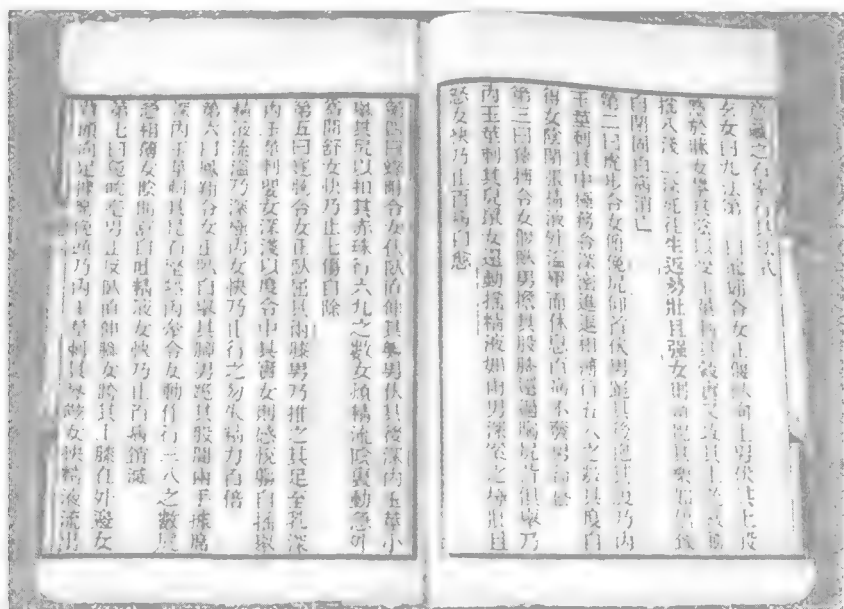 玄女曰九法第一曰龍翻令女正偃臥向上男伏其上股
隱於牀女攀其陰以受玉莖刺其穀實又攻其上疏緩動
搖八淺二深死往生返勢壯且强女則煩悅其樂如倡致
自閉固百病消亡
第二曰虎步令女俯俛尻仰首伏男跪其後抱其腹乃內
玉莖刺其中極務令深密進退相薄行五八之數其度自
得女陰閉張精液外溢畢而休息百病不發男益盛
第三曰猿搏令女偃臥男擔其股膝還過胸尻背俱舉乃
內玉莖刺其臭鼠女還動搖精液如雨男深案之極壯且
怒女快乃止百病自愈
第四曰蟬附令女伏臥直伸其軀男伏其後深內玉莖小
舉其尻以扣其赤珠行六九之數女煩精流陰裏動急外
為開舒女快乃止七傷自除
第五曰龜騰令女正臥屈其兩膝男乃推之其足至乳深
內玉莖刺嬰女深淺以度令中其實女則感悅軀自搖舉
精液流溢乃深極內女快乃止行之勿失精力百倍
第六曰鳳翔令女正臥自舉其脚男跪其股間兩手據席
深內玉莖刺其昆石堅熱內牽令女動作行三八之數尻
急相薄女陰開舒自吐精液女快乃止百病銷滅
第七曰兔吮毫男正反臥直伸脚女跨其上膝在外邊女
背頭向足據席俛頭乃內玉莖刺其琴絃女快精液流出